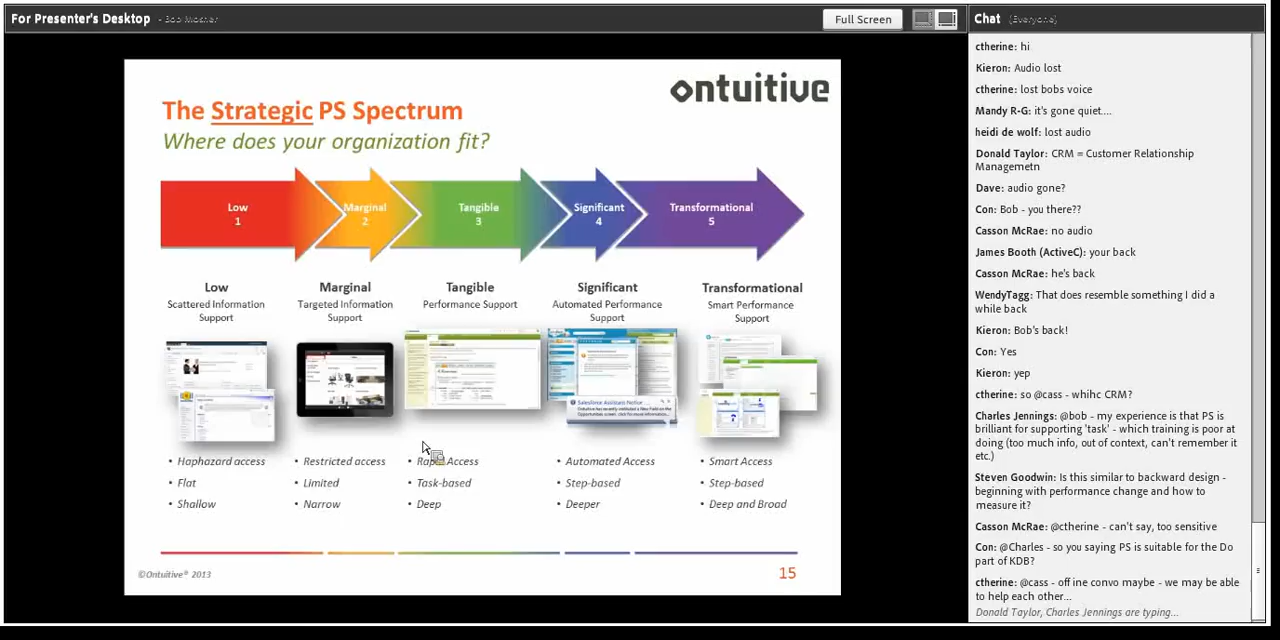 For Presenter's Desktop - Bob Mosher
Full Screen
ontuitive
The Strategic PS Spectrum
Where does your organization fit?
Low
1
Marginal
2
Tangible
3
Significant
4
Transformational
5
Low
Scattered Information
Support
Marginal
Targeted Information
Support
Tangible
Performance Support
Significant
Automated Performance
Support
Transformational
Smart Performance
Support
Salesforce Assistants Notice
• Haphazard access
• Flat
• Shallow
• Restricted access
• Limited
• Narrow
• Rapid Access
• Task-based
• Deep
• Automated Access
• Step-based
• Deeper
• Smart Access
• Step-based
• Deep and Broad
©Ontuitive® 2013
15
Chat (Everyone)
ctherine: hi
Kieron: Audio lost
ctherine: lost bobs voice
Mandy R-G: it's gone quiet....
heidi de wolf: lost audio
Donald Taylor: CRM = Customer Relationship
Managemetn
Dave: audio gone?
Con: Bob - you there??
Casson McRae: no audio
James Booth (ActiveC): your back
Casson McRae: he's back
WendyTagg: That does resemble something I did a
while back
Kieron: Bob's back!
Con: Yes
Kieron: yep
ctherine: so @cass - whihc CRM?
Charles Jennings: @bob - my experience is that PS is
brilliant for supporting 'task' - which training is poor at
doing (too much info, out of context, can't remember it
etc.)
Steven Goodwin: Is this similar to backward design -
beginning with performance change and how to
measure it?
Casson McRae: @ctherine - can't say, too sensitive
Con: @Charles - so you saying PS is suitable for the Do
part of KDB?
ctherine: @cass - off ine convo maybe - we may be able
to help each other...
Donald Taylor, Charles Jennings are typing...